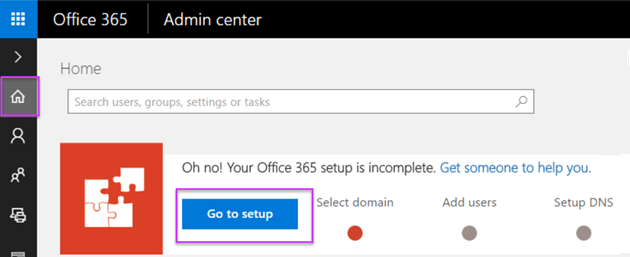 Office 365 Admin center
Home
Search users, groups, settings or tasks
Oh no! Your Office 365 setup is incomplete. Get someone to help you.
Go to setup Select domain Add users Setup DNS